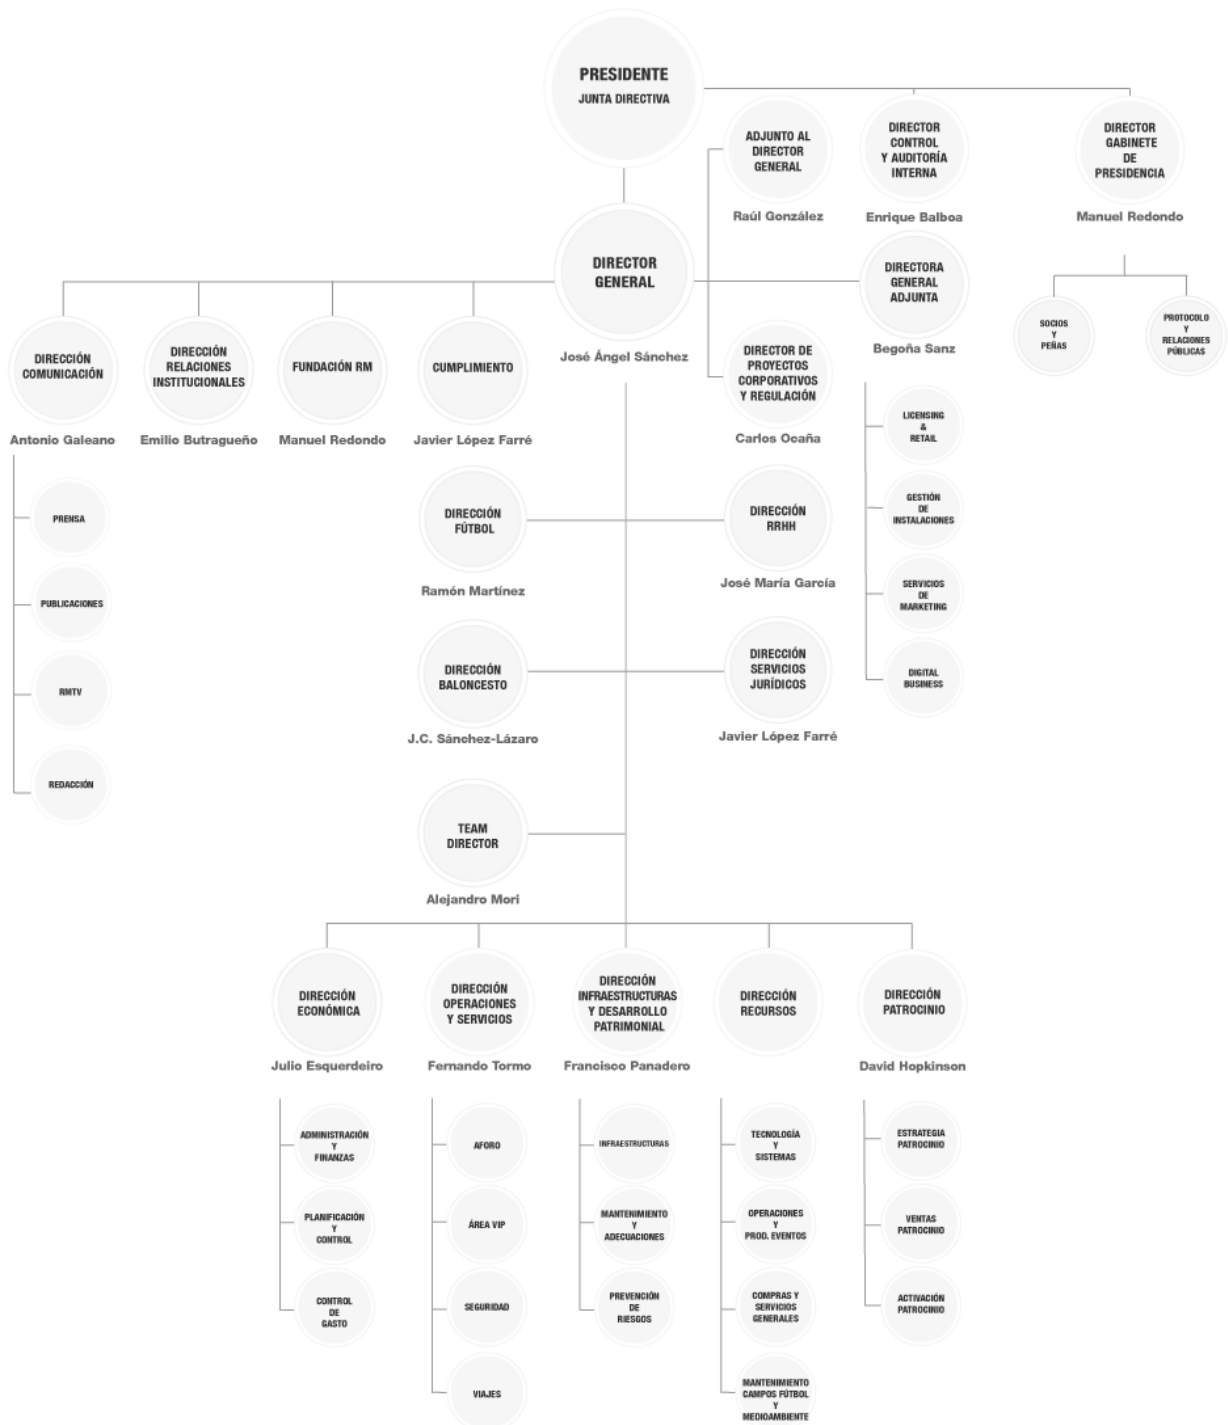 PRESIDENTE
JUNTA DIRECTIVA
ADJUNTO AL
DIRECTOR
GENERAL
Raúl González
DIRECTOR
CONTROL
Y AUDITORÍA
INTERNA
Enrique Balboa
DIRECTOR
GABINETE
DE
PRESIDENCIA
Manuel Redondo
SOCIOS
Y
PEÑAS
PROTOCOLO
Y
RELACIONES
PÚBLICAS
DIRECTOR
GENERAL
José Ángel Sánchez
DIRECTORA
GENERAL
ADJUNTA
Begoña Sanz
DIRECCIÓN
COMUNICACIÓN
Antonio Galeano
DIRECCIÓN
RELACIONES
INSTITUCIONALES
Emilio Butragueño
FUNDACIÓN RM
Manuel Redondo
CUMPLIMIENTO
Javier López Farré
DIRECTOR DE
PROYECTOS
CORPORATIVOS
Y REGULACIÓN
Carlos Ocaña
LICENSING
&
RETAIL
GESTIÓN
DE
INSTALACIONES
SERVICIOS
DE
MARKETING
DIGITAL
BUSINESS
PRENSA
PUBLICACIONES
RMTV
REDACCIÓN
DIRECCIÓN
FÚTBOL
Ramón Martínez
DIRECCIÓN
RRHH
José María García
DIRECCIÓN
BALONCESTO
J.C. Sánchez-Lázaro
DIRECCIÓN
SERVICIOS
JURÍDICOS
Javier López Farré
TEAM
DIRECTOR
Alejandro Mori
DIRECCIÓN
ECONÓMICA
Julio Esquerdeiro
ADMINISTRACIÓN
Y
FINANZAS
PLANIFICACIÓN
Y
CONTROL
CONTROL
DE
GASTO
DIRECCIÓN
OPERACIONES
Y SERVICIOS
Fernando Tormo
AFORO
ÁREA VIP
SEGURIDAD
VIAJES
DIRECCIÓN
INFRAESTRUCTURAS
Y DESARROLLO
PATRIMONIAL
Francisco Panadero
INFRAESTRUCTURAS
MANTENIMIENTO
Y
ADECUACIONES
PREVENCIÓN
DE
RIESGOS
DIRECCIÓN
RECURSOS
TECNOLOGÍA
Y
SISTEMAS
OPERACIONES
Y
PROD. EVENTOS
COMPRAS Y
SERVICIOS
GENERALES
MANTENIMIENTO
CAMPOS FÚTBOL
Y
MEDIOAMBIENTE
DIRECCIÓN
PATROCINIO
David Hopkinson
ESTRATEGIA
PATROCINIO
VENTAS
PATROCINIO
ACTIVACIÓN
PATROCINIO